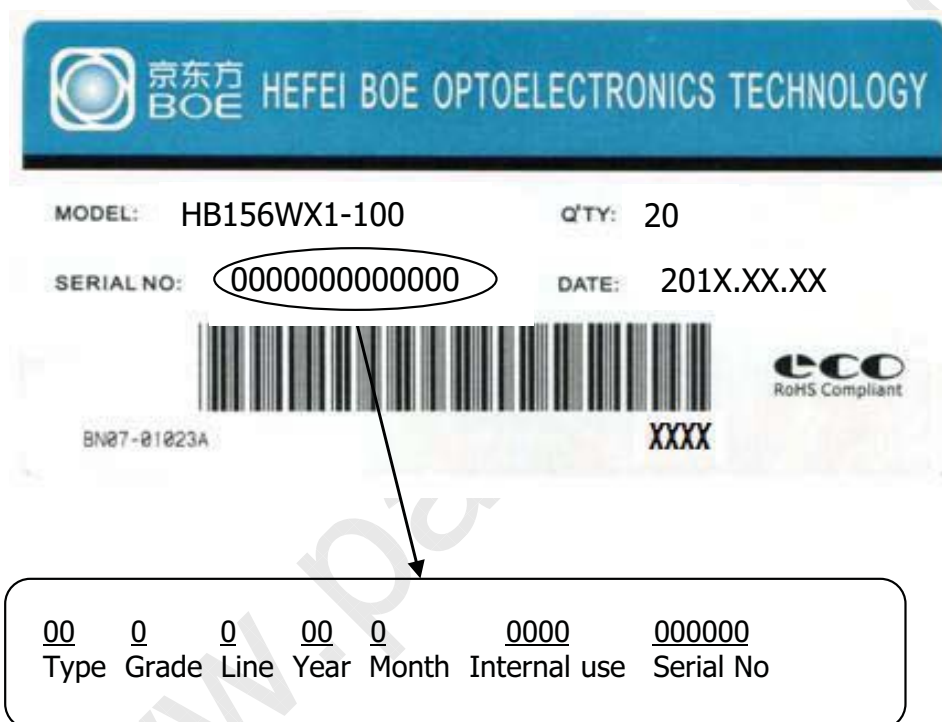 京东方
BOE HEFEI BOE OPTOELECTRONICS TECHNOLOGY
MODEL: HB156WX1-100 Q'TY: 20
SERIAL NO: 0000000000000 DATE: 201X.XX.XX
eco
RoHS Compliant
BN07-01023A XXXX
00 0 0 00 0 0000 000000
Type Grade Line Year Month Internal use Serial No